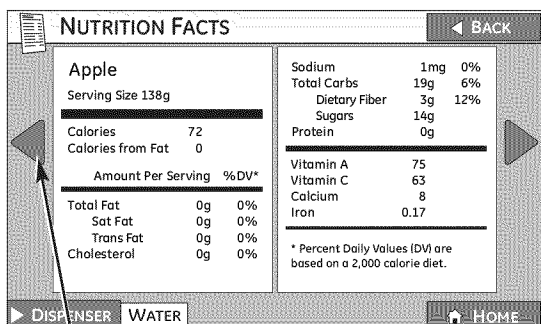 NUTRITION FACTS
BACK
Apple
Serving Size 138g
Calories 72
Calories from Fat 0
Amount Per Serving %DV*
Total Fat 0g 0%
Sat Fat 0g 0%
Trans Fat 0g 0%
Cholesterol 0g 0%
Sodium 1mg 0%
Total Carbs 19g 6%
Dietary Fiber 3g 12%
Sugars 14g
Protein 0g
Vitamin A 75
Vitamin C 63
Calcium 8
Iron 0.17
* Percent Daily Values (DV) are
based on a 2,000 calorie diet.
DISPENSER WATER
HOME